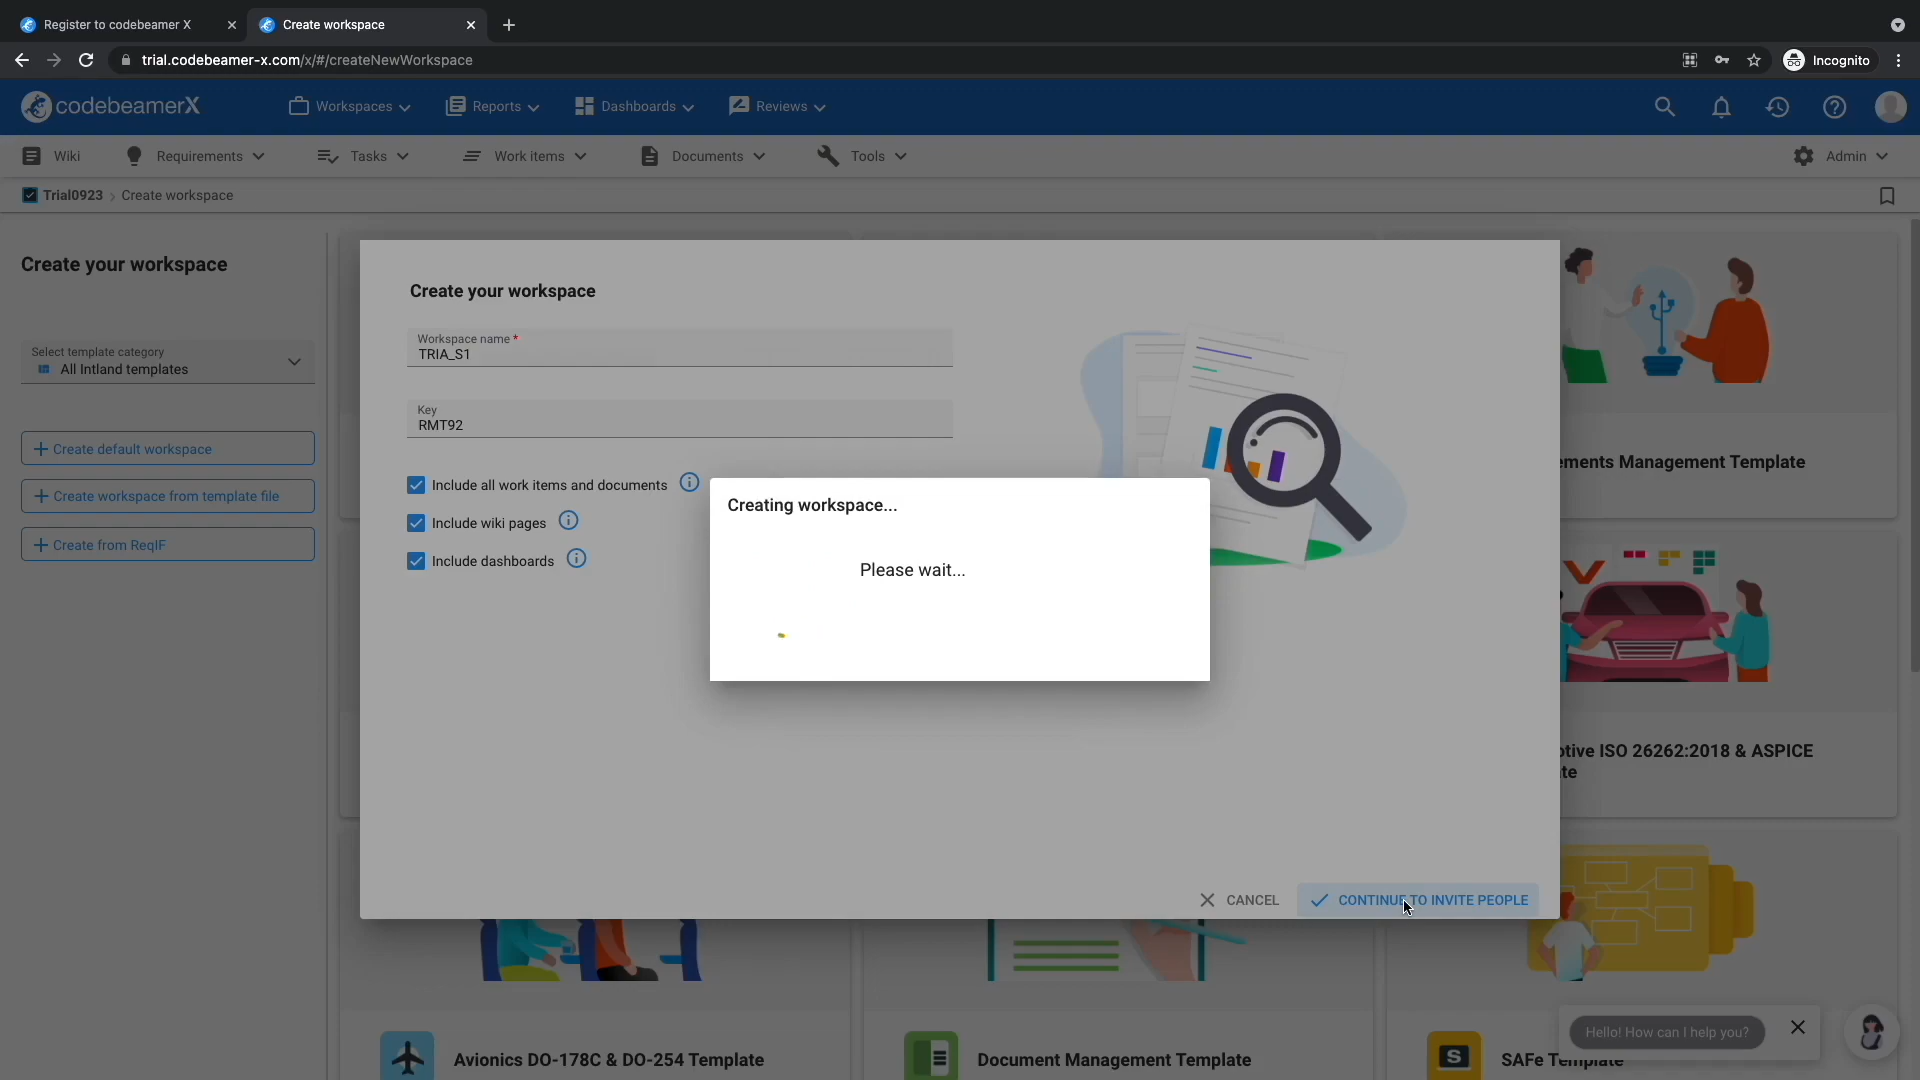 Register to codebeamer X
Create workspace
trial.codebeamer-x.com/x/#/createNewWorkspace
Incognito
codebeamerX
Workspaces
Reports
Dashboards
Reviews
Wiki
Requirements
Tasks
Work items
Documents
Tools
Admin
Trial0923 > Create workspace
Create your workspace
Select template category
All Intland templates
+ Create default workspace
+ Create workspace from template file
+ Create from ReqIF
Create your workspace
Workspace name *
TRIA_S1
Key
RMT92
Include all work items and documents
Include wiki pages
Include dashboards
Creating workspace...
Please wait...
CANCEL
CONTINUE TO INVITE PEOPLE
ements Management Template
otive ISO 26262:2018 & ASPICE
te
Avionics DO-178C & DO-254 Template
Document Management Template
S
SAFe Template
Hello! How can I help you?